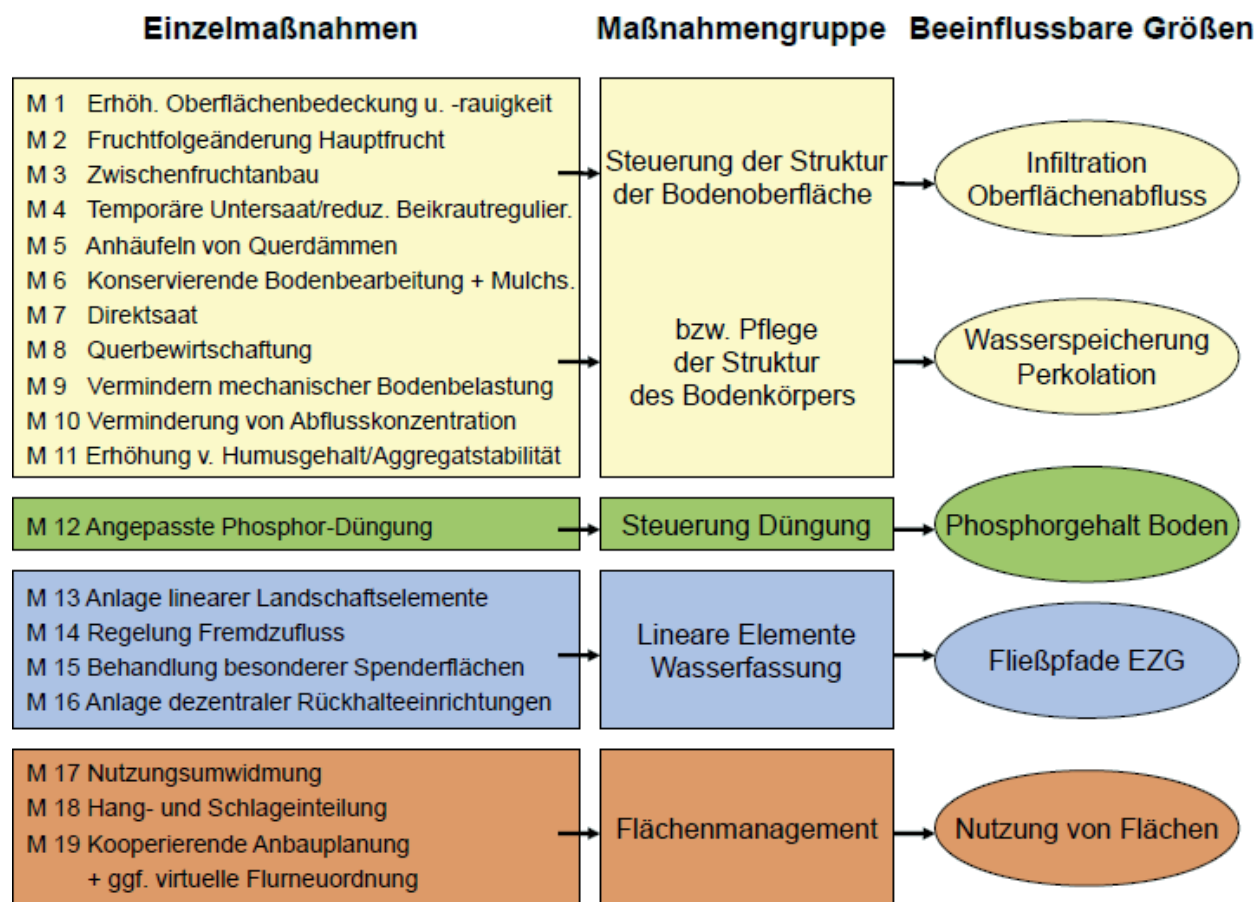 Einzelmaßnahmen
Maßnahmengruppe
Beeinflussbare Größen
M 1 Erhöh. Oberflächenbedeckung u. -rauigkeit
M 2 Fruchtfolgeänderung Hauptfrucht
M 3 Zwischenfruchtanbau
M 4 Temporäre Untersaat/reduz. Beikrautregulier.
M 5 Anhäufeln von Querdämmen
M 6 Konservierende Bodenbearbeitung + Mulchs.
M 7 Direktsaat
M 8 Querbewirtschaftung
M 9 Vermindern mechanischer Bodenbelastung
M 10 Verminderung von Abflusskonzentration
M 11 Erhöhung v. Humusgehalt/Aggregatstabilität
Steuerung der Struktur
der Bodenoberfläche
bzw. Pflege
der Struktur
des Bodenkörpers
Infiltration
Oberflächenabfluss
Wasserspeicherung
Perkolation
M 12 Angepasste Phosphor-Düngung
Steuerung Düngung
Phosphorgehalt Boden
M 13 Anlage linearer Landschaftselemente
M 14 Regelung Fremdzufluss
M 15 Behandlung besonderer Spenderflächen
M 16 Anlage dezentraler Rückhalteeinrichtungen
Lineare Elemente
Wasserfassung
Fließpfade EZG
M 17 Nutzungsumwidmung
M 18 Hang- und Schlageinteilung
M 19 Kooperierende Anbauplanung
+ ggf. virtuelle Flurneuordnung
Flächenmanagement
Nutzung von Flächen